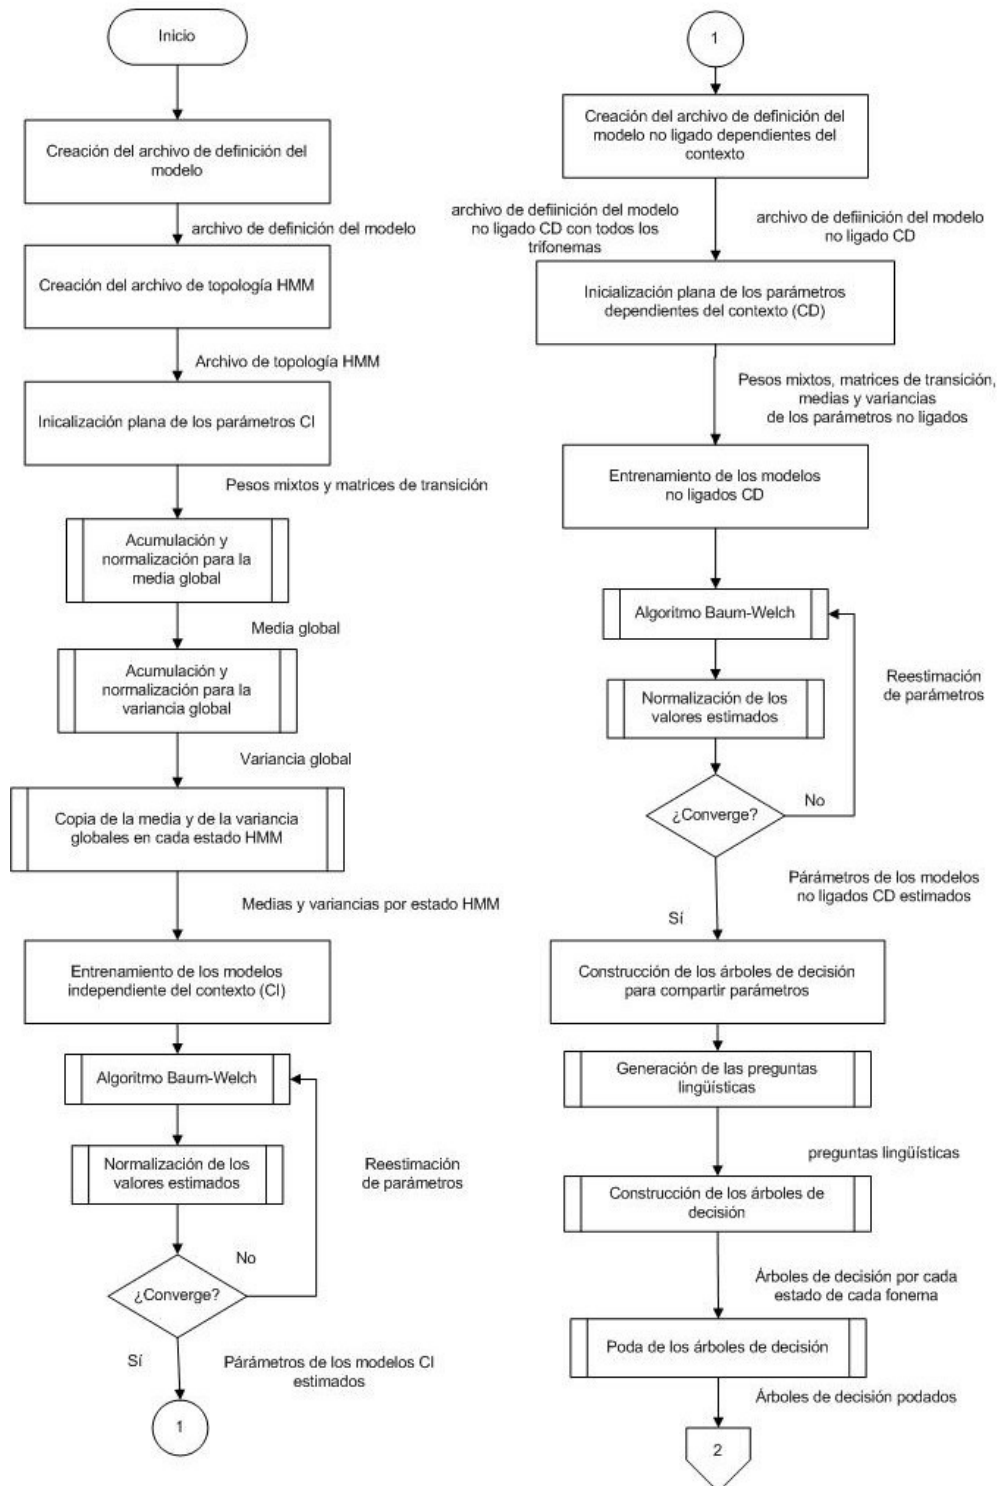 Inicio
Creación del archivo de definición del
modelo
archivo de definición del modelo
Creación del archivo de topología HMM
Archivo de topología HMM
Inicalización plana de los parámetros CI
Pesos mixtos y matrices de transición
Acumulación y
normalización para la
media global
Media global
Acumulación y
normalización para la
variancia global
Variancia global
Copia de la media y de la variancia
globales en cada estado HMM
Medias y variancias por estado HMM
Entrenamiento de los modelos
independiente del contexto (CI)
Algoritmo Baum-Welch
Normalización de los
valores estimados
Reestimación
de parámetros
No
¿Converge?
Sí
Párámetros de los modelos CI
estimados
1
1
Creación del archivo de definición del
modelo no ligado dependientes del
contexto
archivo de defiinición del modelo
no ligado CD con todos los
trifonemas
archivo de defiinición del modelo
no ligado CD
Inicialización plana de los parámetros
dependientes del contexto (CD)
Pesos mixtos, matrices de transición,
medias y variancias
de los parámetros no ligados
Entrenamiento de los modelos
no ligados CD
Algoritmo Baum-Welch
Reestimación
de parámetros
Normalización de los
valores estimados
No
¿Converge?
Párámetros de los modelos
no ligados CD estimados
Sí
Construcción de los árboles de decisión
para compartir parámetros
Generación de las preguntas
lingüísticas
preguntas lingüísticas
Construcción de los árboles de
decisión
Árboles de decisión por cada
estado de cada fonema
Poda de los árboles de decisión
Árboles de decisión podados
2